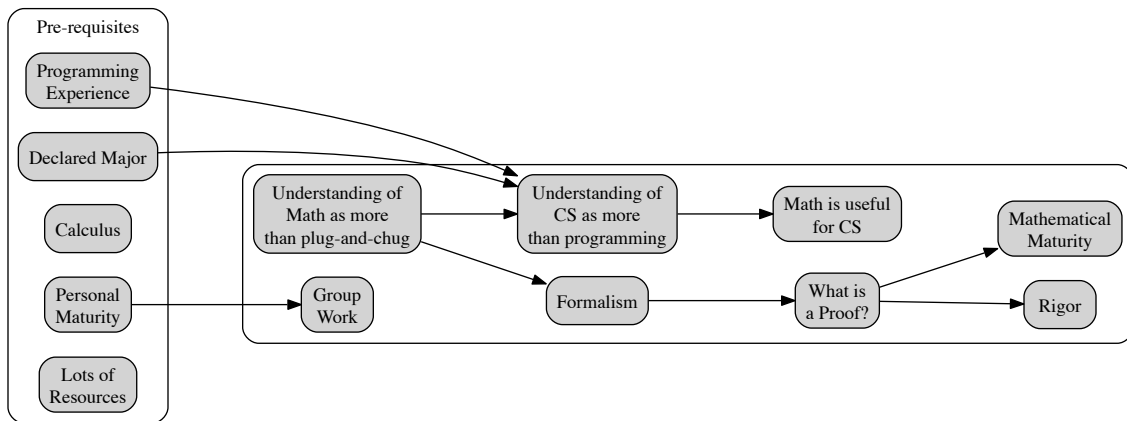 Pre-requisites
Programming
Experience
Declared Major
Calculus
Personal
Maturity
Lots of
Resources
Understanding of
Math as more
than plug-and-chug
Group
Work
Understanding of
CS as more
than programming
Formalism
Math is useful
for CS
What is
a Proof?
Mathematical
Maturity
Rigor